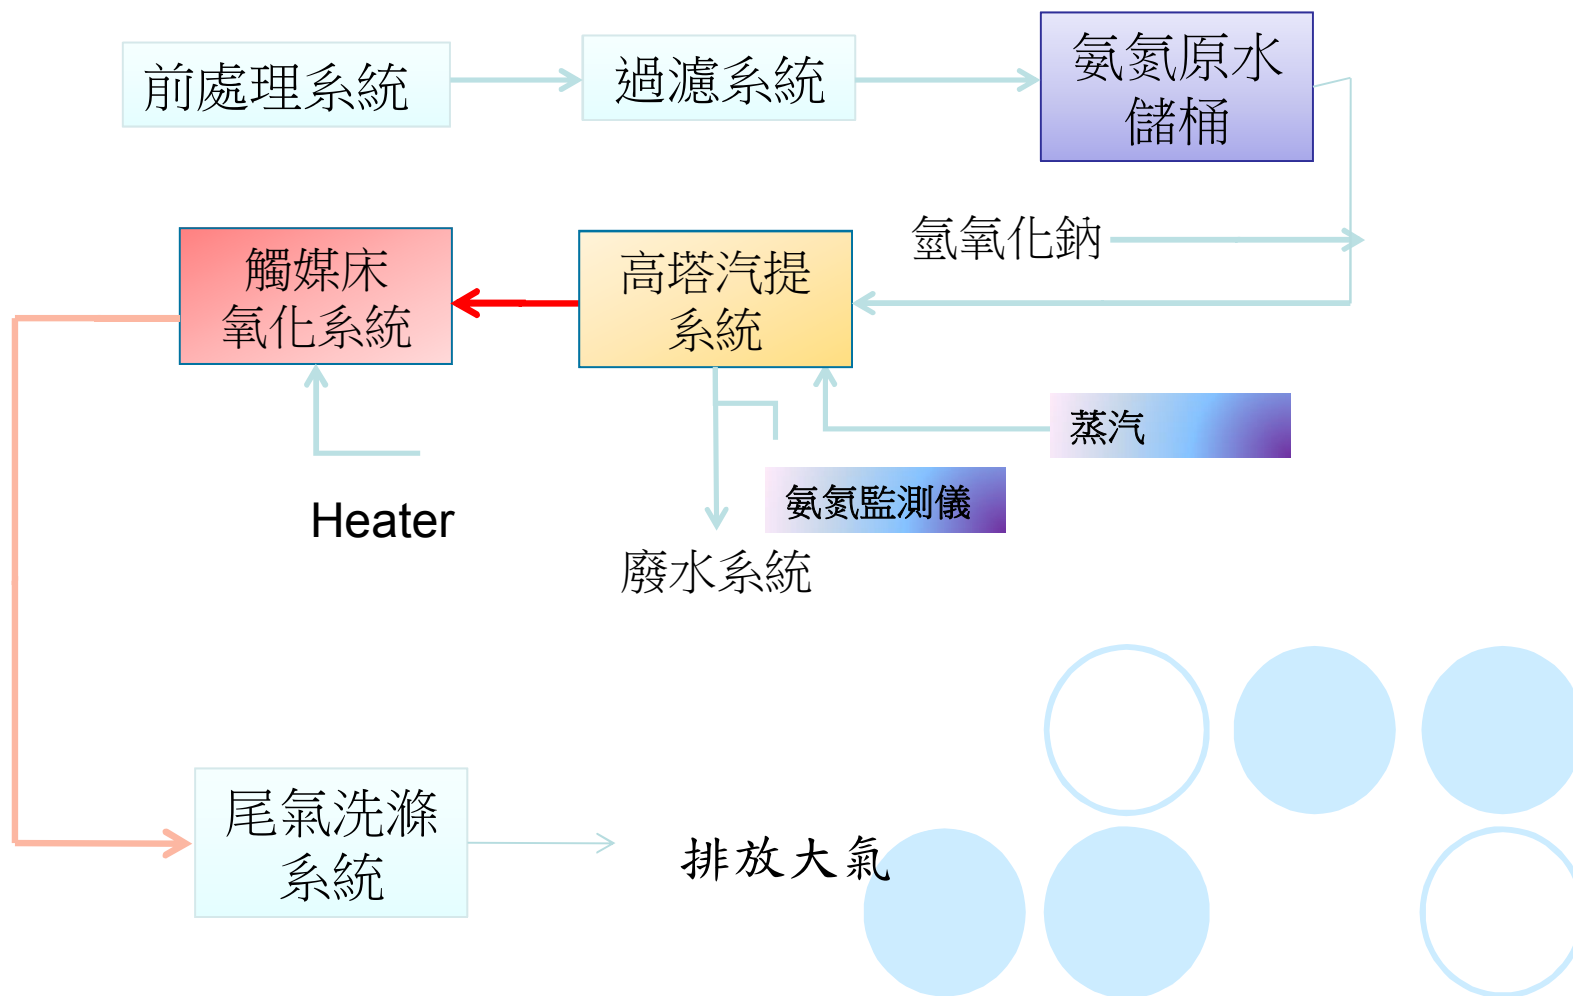 前處理系統
過濾系統
氨氮原水
儲桶
氫氧化鈉
觸媒床
氧化系統
高塔汽提
系統
蒸汽
氨氮監測儀
Heater
廢水系統
尾氣洗滌
系統
排放大氣